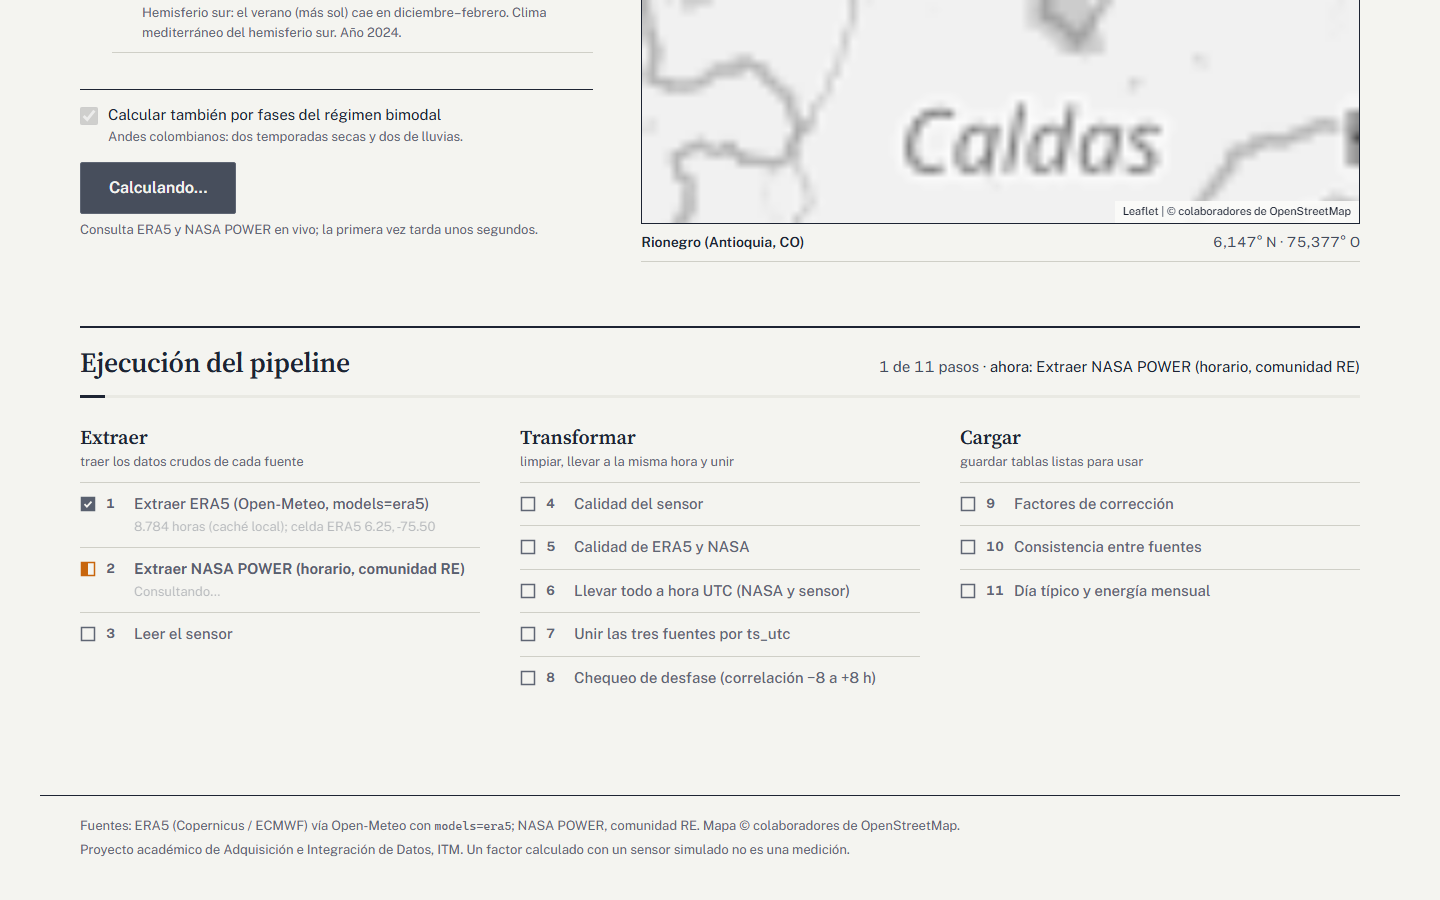 Hemisferio sur: el verano (más sol) cae en diciembre–febrero. Clima
mediterráneo del hemisferio sur. Año 2024.
Calcular también por fases del régimen bimodal
Andes colombianos: dos temporadas secas y dos de lluvias.
Calculando...
Consulta ERA5 y NASA POWER en vivo; la primera vez tarda unos segundos.
Caldas
Leaflet | © colaboradores de OpenStreetMap
Rionegro (Antioquia, CO)
6,147° N · 75,377° O
Ejecución del pipeline
1 de 11 pasos · ahora: Extraer NASA POWER (horario, comunidad RE)
Extraer
traer los datos crudos de cada fuente
1 Extraer ERA5 (Open-Meteo, models=era5)
8.784 horas (caché local); celda ERA5 6.25, -75.50
2 Extraer NASA POWER (horario, comunidad RE)
Consultando...
3 Leer el sensor
Transformar
limpiar, llevar a la misma hora y unir
4 Calidad del sensor
5 Calidad de ERA5 y NASA
6 Llevar todo a hora UTC (NASA y sensor)
7 Unir las tres fuentes por ts_utc
8 Chequeo de desfase (correlación −8 a +8 h)
Cargar
guardar tablas listas para usar
9 Factores de corrección
10 Consistencia entre fuentes
11 Día típico y energía mensual
Fuentes: ERA5 (Copernicus / ECMWF) vía Open-Meteo con models=era5; NASA POWER, comunidad RE. Mapa © colaboradores de OpenStreetMap.
Proyecto académico de Adquisición e Integración de Datos, ITM. Un factor calculado con un sensor simulado no es una medición.